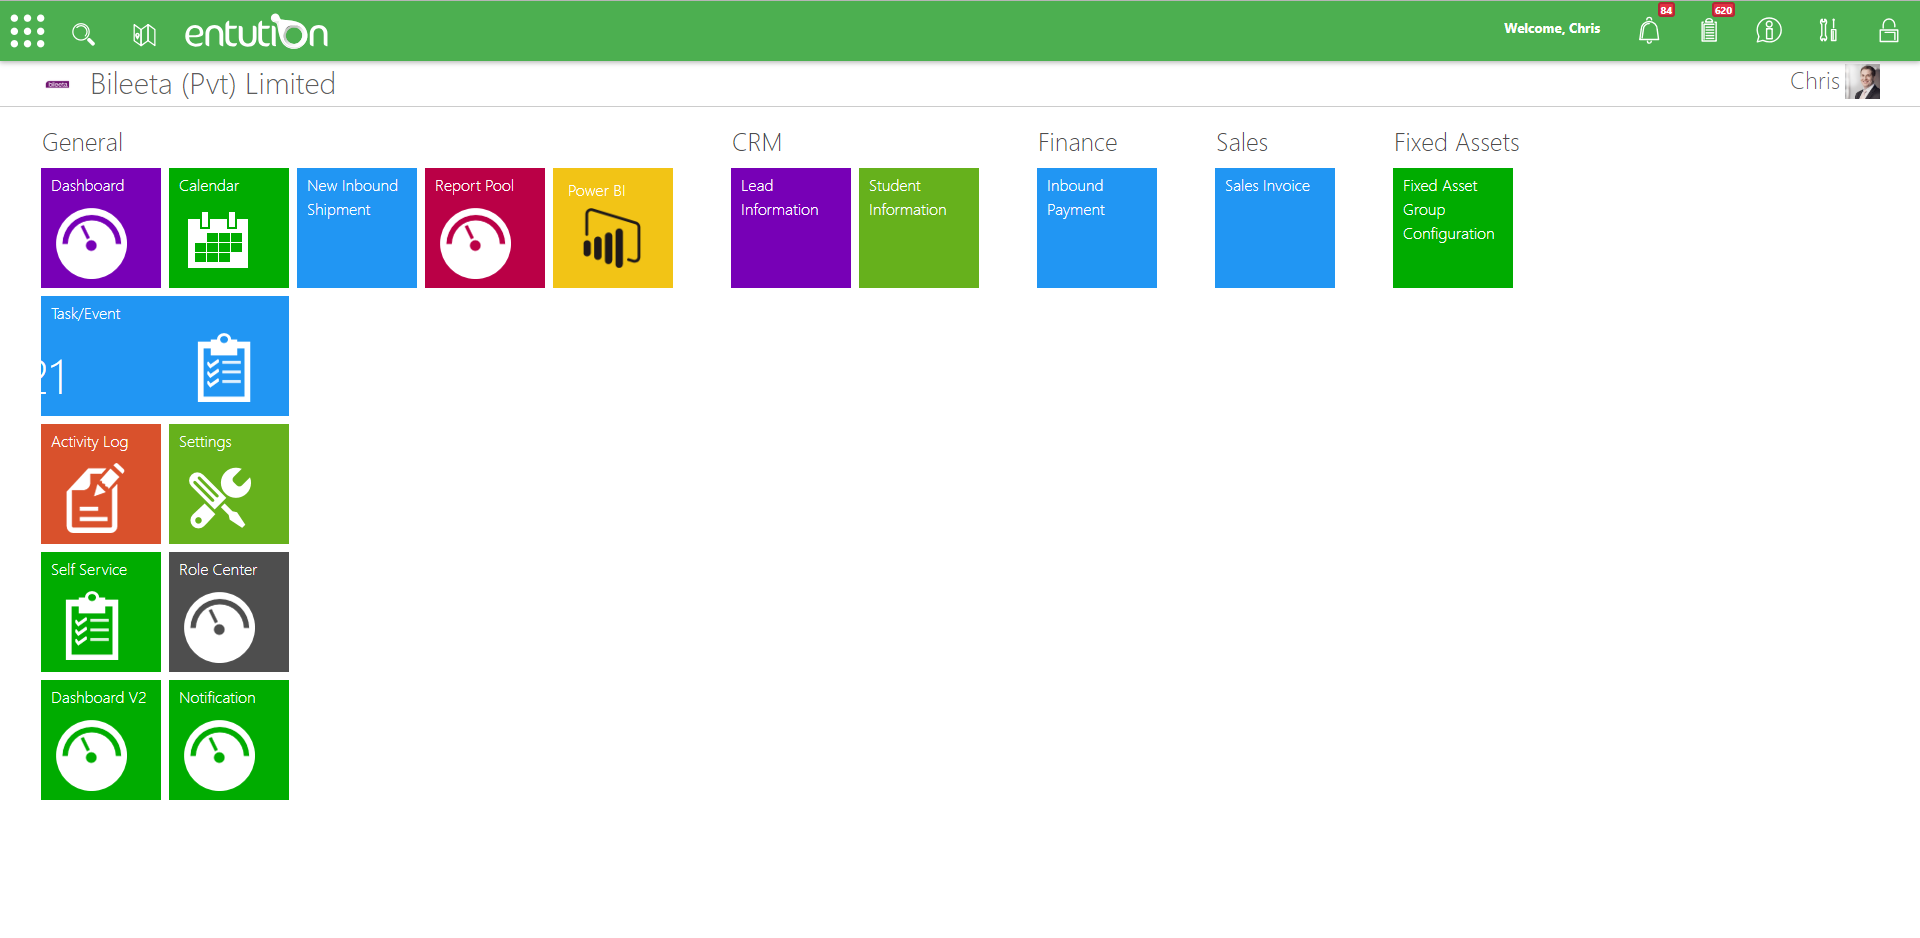 entution
Welcome, Chris
84
620
bileeta
Bileeta (Pvt) Limited
Chris
General
Dashboard
Calendar
New Inbound
Shipment
Report Pool
Power BI
Task/Event
21
Activity Log
Settings
Self Service
Role Center
Dashboard V2
Notification
CRM
Lead
Information
Student
Information
Finance
Inbound
Payment
Sales
Sales Invoice
Fixed Assets
Fixed Asset
Group
Configuration